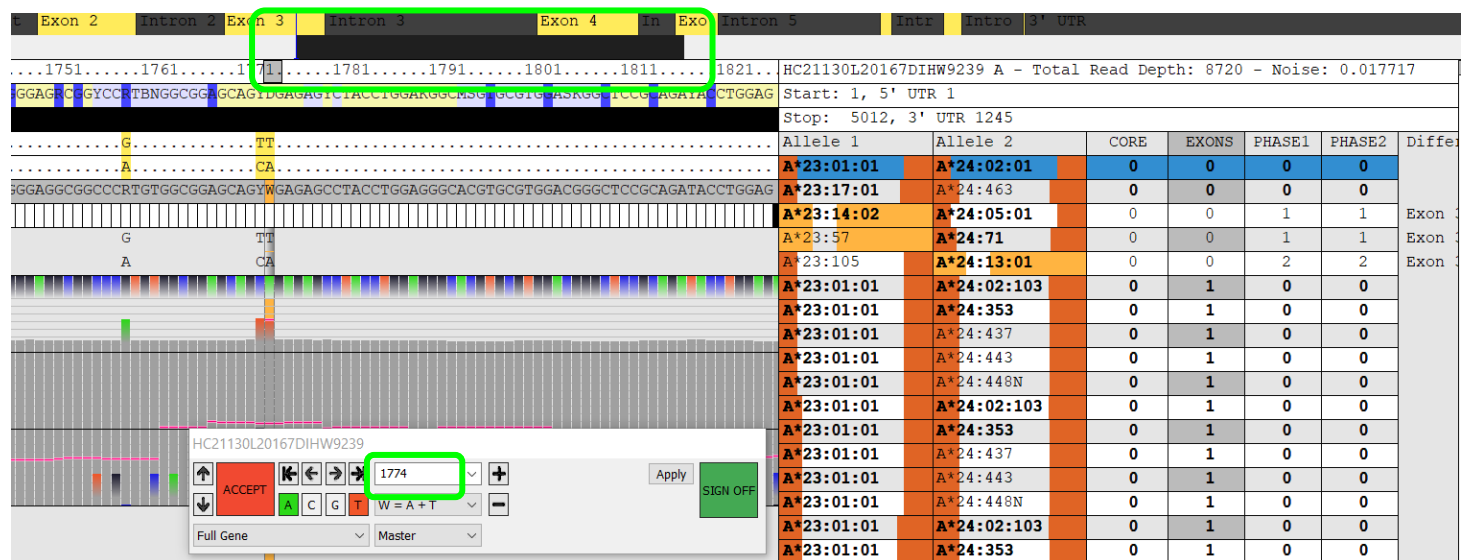 t Exon 2 Intron 2 Exon 3 Intron 3 Exon 4 In Exo Intron 5 Intr Intro 3' UTR
....1751......1761......1771.......1781......1791......1801......1811......1821...
HC21130L20167DIHW9239 A - Total Read Depth: 8720 - Noise: 0.017717
Start: 1, 5' UTR 1
Stop: 5012, 3' UTR 1245
G TT
A CA
GGGAGGCGGCCCRTGTGGCGGAGCAGYWGAGAGCCTACCTGGAGGGCACGTGCGTGGACGGGCTCCGCAGATACCTGGAG
G TT
A CA
Allele 1 Allele 2 CORE EXONS PHASE1 PHASE2 Differ
A*23:01:01 A*24:02:01 0 0 0 0
A*23:17:01 A*24:463 0 0 0 0
A*23:14:02 A*24:05:01 0 0 1 1 Exon 3
A*23:57 A*24:71 0 0 1 1 Exon 3
A*23:105 A*24:13:01 0 0 2 2 Exon 3
A*23:01:01 A*24:02:103 0 1 0 0
A*23:01:01 A*24:353 0 1 0 0
A*23:01:01 A*24:437 0 1 0 0
A*23:01:01 A*24:443 0 1 0 0
A*23:01:01 A*24:448N 0 1 0 0
A*23:01:01 A*24:02:103 0 1 0 0
A*23:01:01 A*24:353 0 1 0 0
A*23:01:01 A*24:437 0 1 0 0
A*23:01:01 A*24:443 0 1 0 0
A*23:01:01 A*24:448N 0 1 0 0
A*23:01:01 A*24:02:103 0 1 0 0
A*23:01:01 A*24:353 0 1 0 0
HC21130L20167DIHW9239
ACCEPT 1774 Apply SIGN OFF
A C G T W = A + T
Full Gene Master